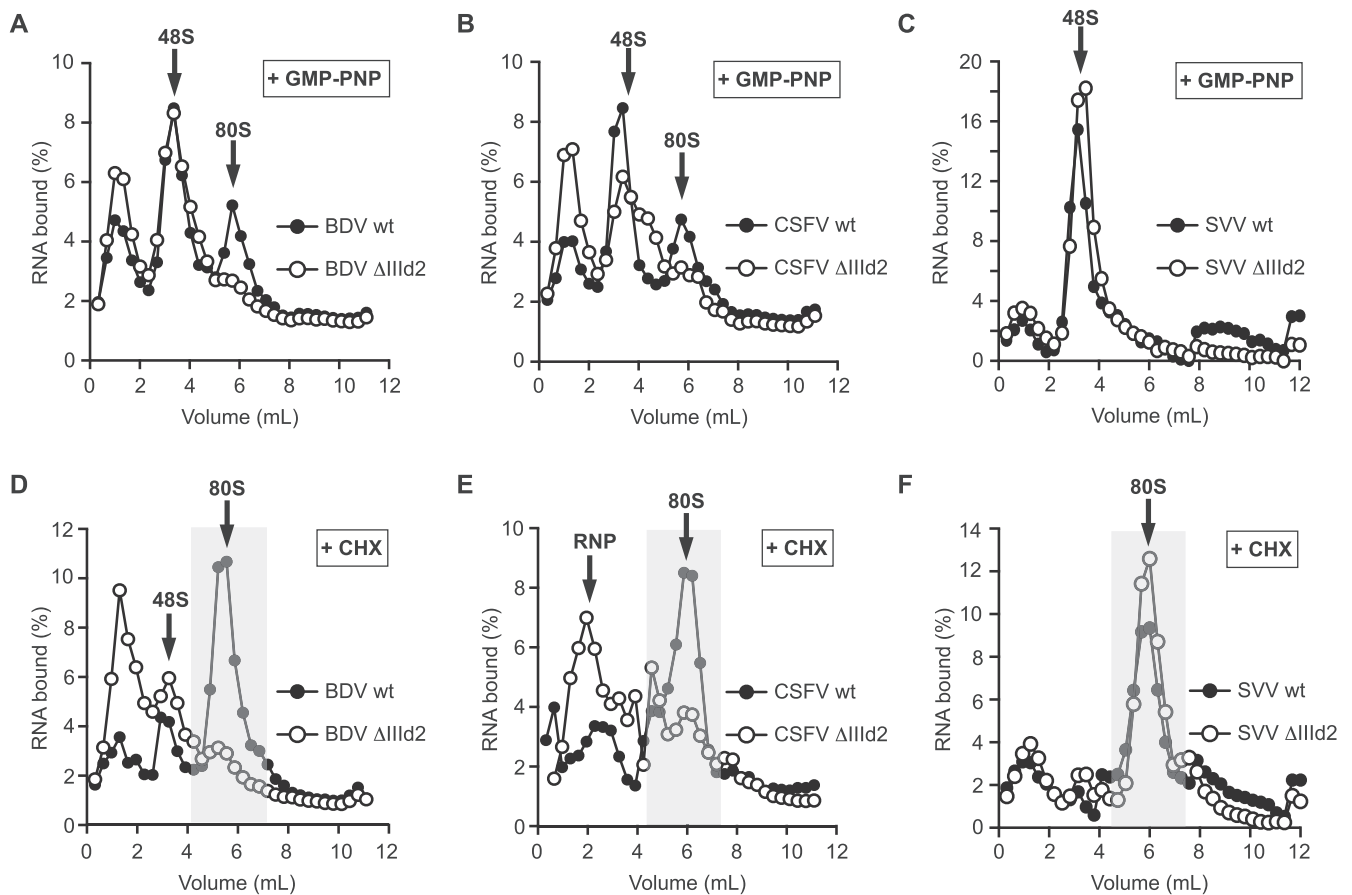 A
48S
+ GMP-PNP
80S
RNA bound (%)
10
8
6
4
2
0
BDV wt
BDV ΔIIId2
0 2 4 6 8 10 12
Volume (mL)
B
48S
+ GMP-PNP
80S
RNA bound (%)
10
8
6
4
2
0
CSFV wt
CSFV ΔIIId2
0 2 4 6 8 10 12
Volume (mL)
C
48S
+ GMP-PNP
RNA bound (%)
20
16
12
8
4
0
SVV wt
SVV ΔIIId2
0 2 4 6 8 10 12
Volume (mL)
D
80S
+ CHX
48S
RNA bound (%)
12
10
8
6
4
2
0
BDV wt
BDV ΔIIId2
0 2 4 6 8 10 12
Volume (mL)
E
80S
+ CHX
RNP
RNA bound (%)
10
8
6
4
2
0
CSFV wt
CSFV ΔIIId2
0 2 4 6 8 10 12
Volume (mL)
F
80S
+ CHX
RNA bound (%)
14
12
10
8
6
4
2
0
SVV wt
SVV ΔIIId2
0 2 4 6 8 10 12
Volume (mL)